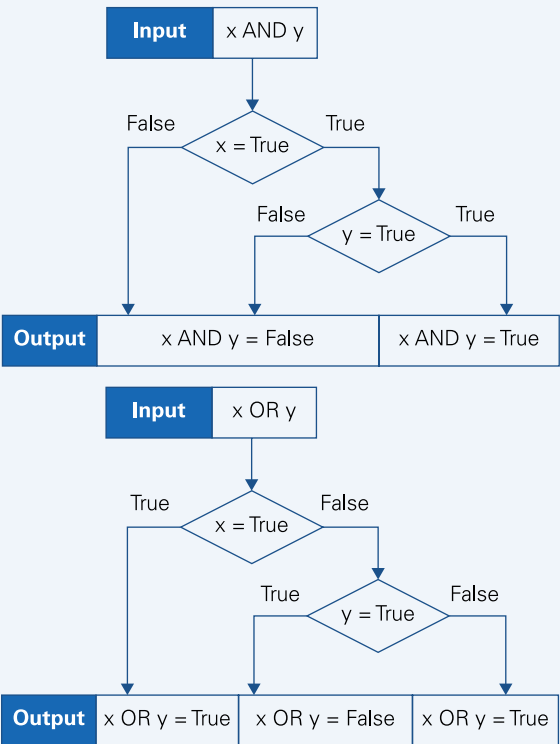 Input x AND y
False True
x = True
False True
y = True
Output x AND y = False x AND y = True
Input x OR y
True False
x = True
True False
y = True
Output x OR y = True x OR y = False x OR y = True